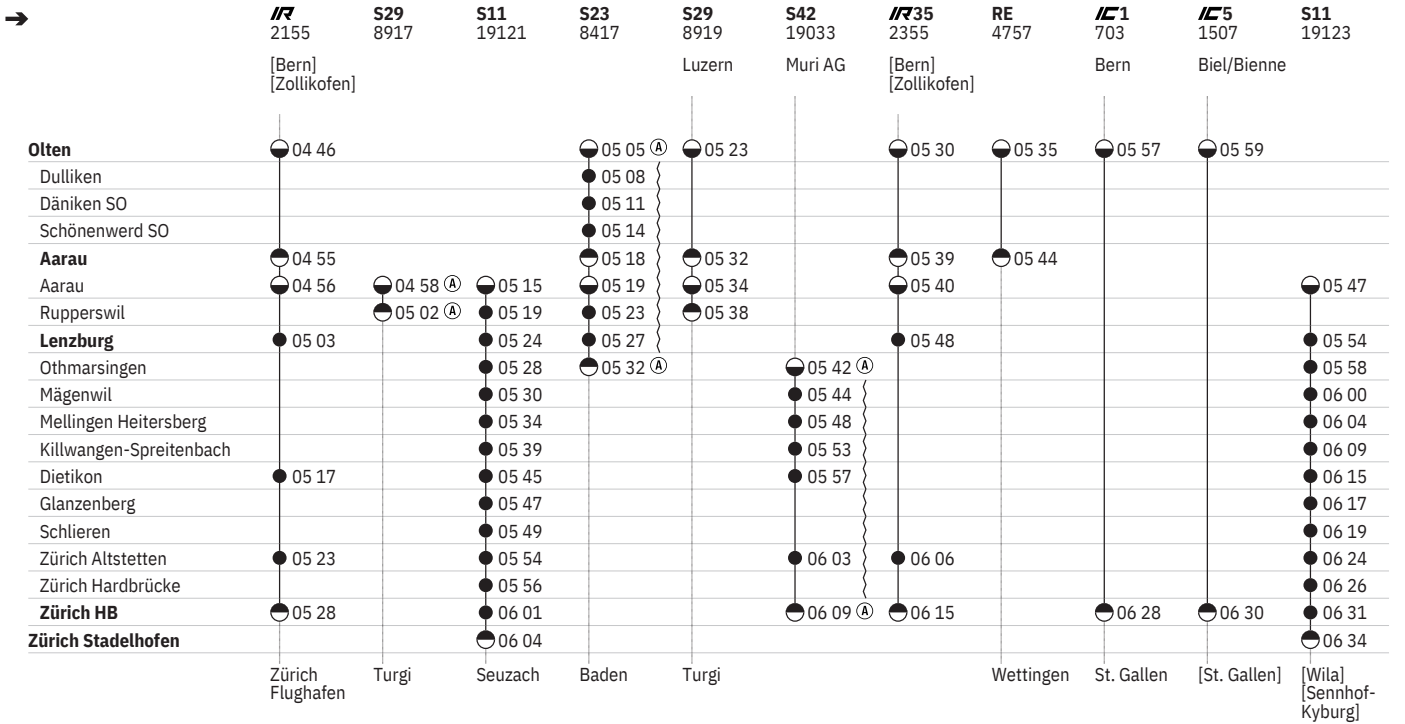 ➔ IR S29 S11 S23 S29 S42 IR35 RE IC1 IC5 S11
2155 8917 19121 8417 8919 19033 2355 4757 703 1507 19123
[Bern] Luzern Muri AG [Bern] Bern Biel/Bienne
[Zollikofen] [Zollikofen]
Olten 04 46 05 05 Ⓐ 05 23 05 30 05 35 05 57 05 59
Dulliken 05 08
Däniken SO 05 11
Schönenwerd SO 05 14
Aarau 04 55 05 18 05 32 05 39 05 44
Aarau 04 56 04 58 Ⓐ 05 15 05 19 05 34 05 40 05 47
Rupperswil 05 02 Ⓐ 05 19 05 23 05 38
Lenzburg 05 03 05 24 05 27 05 48 05 54
Othmarsingen 05 28 05 32 Ⓐ 05 42 Ⓐ 05 58
Mägenwil 05 30 05 44 06 00
Mellingen Heitersberg 05 34 05 48 06 04
Killwangen-Spreitenbach 05 39 05 53 06 09
Dietikon 05 17 05 45 05 57 06 15
Glanzenberg 05 47 06 17
Schlieren 05 49 06 19
Zürich Altstetten 05 23 05 54 06 03 06 06 06 24
Zürich Hardbrücke 05 56 06 26
Zürich HB 05 28 06 01 06 09 Ⓐ 06 15 06 28 06 30 06 31
Zürich Stadelhofen 06 04 06 34
Zürich Turgi Seuzach Baden Turgi Wettingen St. Gallen [St. Gallen] [Wila]
Flughafen [Sennhof-
Kyburg]